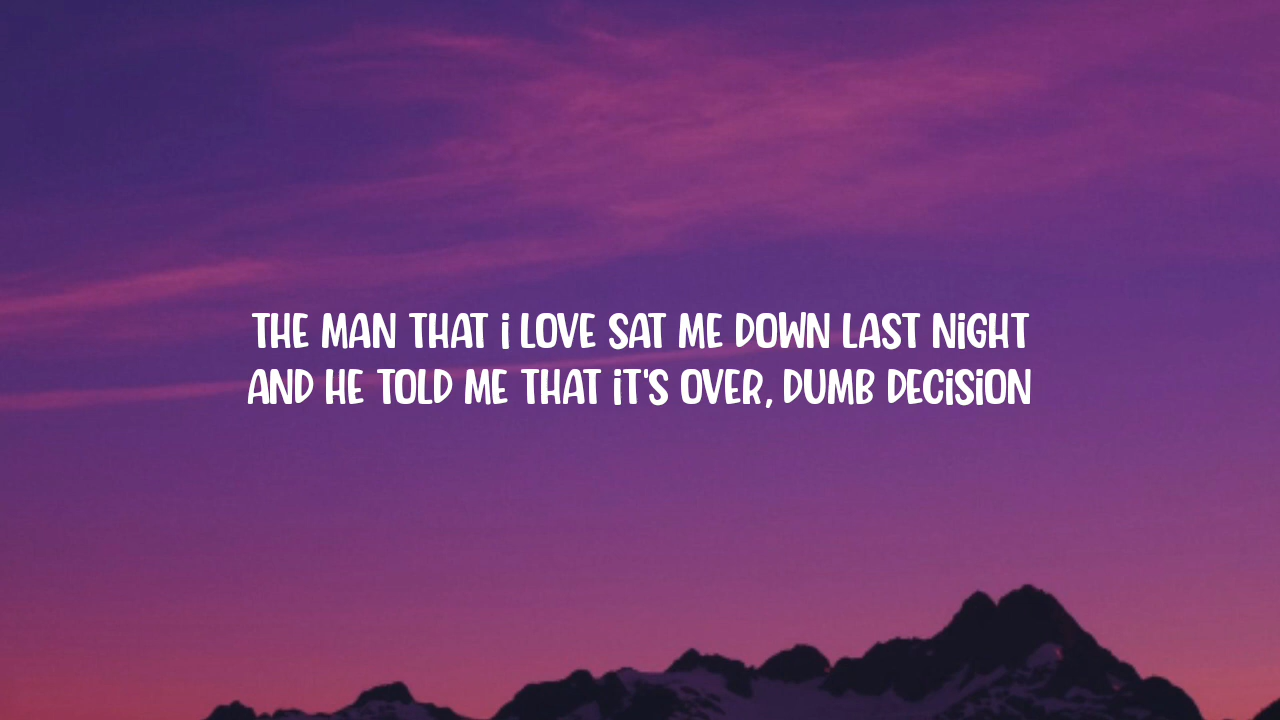 THE MAN THAT i LOVE SAT ME DOWN LAST NiGHT
AND HE TOLD ME THAT iT'S OVER, DUMB DECiSiON